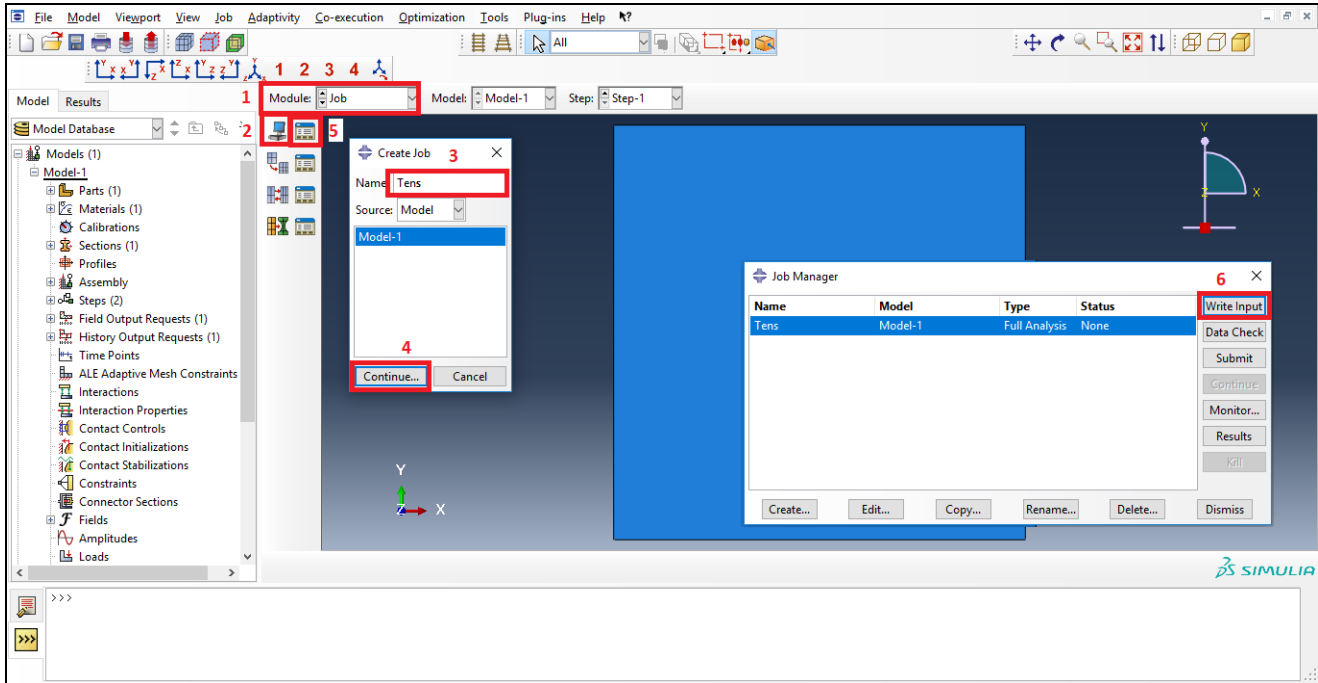 File Model Viewport View Job Adaptivity Co-execution Optimization Tools Plug-ins Help
All
1 2 3 4
Model Results
1 Module: Job Model: Model-1 Step: Step-1
Model Database
2
5
Models (1)
Model-1
Parts (1)
Materials (1)
Calibrations
Sections (1)
Profiles
Assembly
Steps (2)
Field Output Requests (1)
History Output Requests (1)
Time Points
ALE Adaptive Mesh Constraints
Interactions
Interaction Properties
Contact Controls
Contact Initializations
Contact Stabilizations
Constraints
Connector Sections
Fields
Amplitudes
Loads
Create Job 3
Name: Tens
Source: Model
Model-1
4
Continue... Cancel
Y
Z X
Y
Z X
Job Manager
6
Name Model Type Status
Tens Model-1 Full Analysis None
Write Input
Data Check
Submit
Continue
Monitor...
Results
Kill
Create... Edit... Copy... Rename... Delete... Dismiss
SIMULIA
>>>
>>>